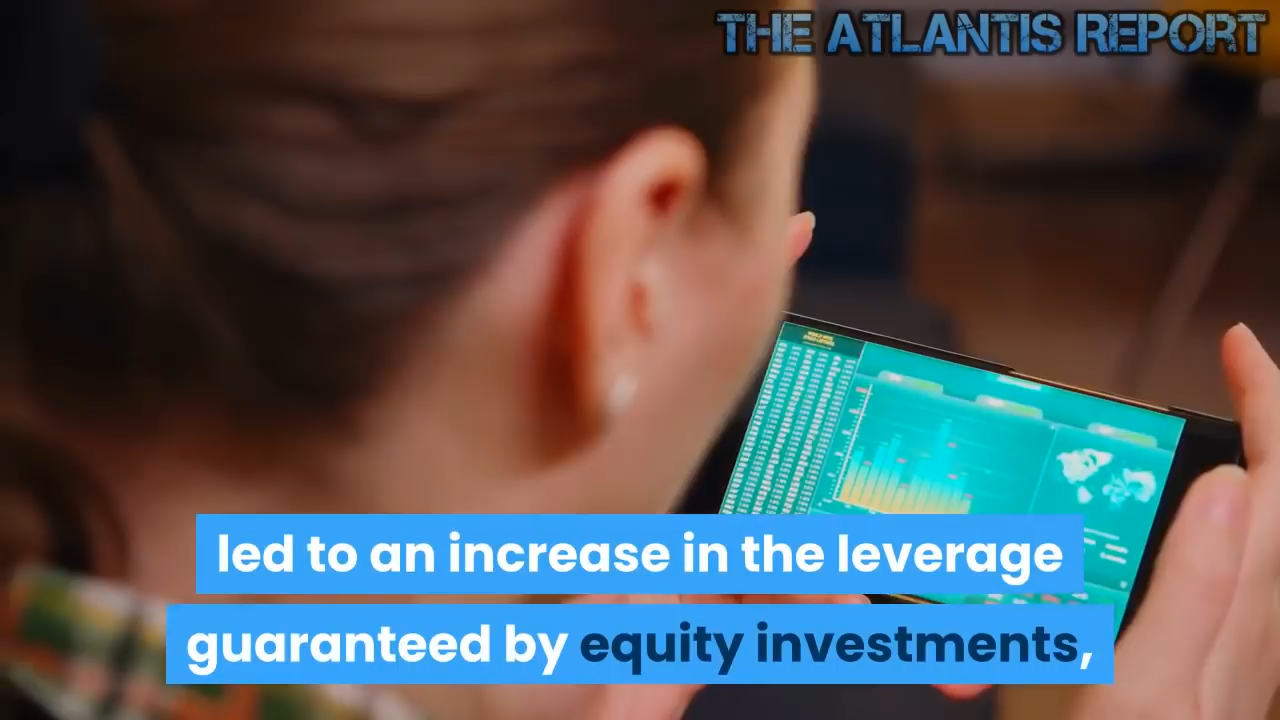 THE ATLANTIS REPORT
led to an increase in the leverage
guaranteed by equity investments,